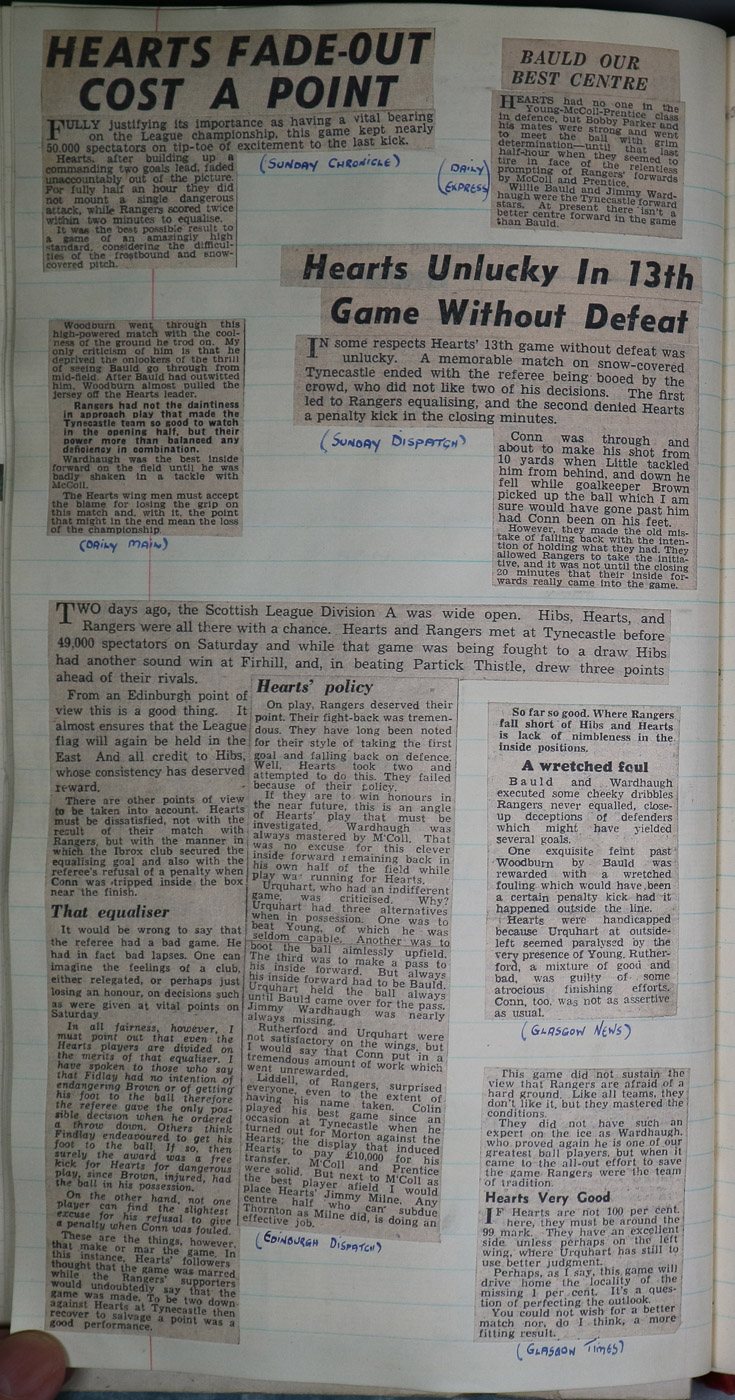 HEARTS FADE-OUT
COST A POINT
FULLY justifying its importance as having a vital bearing
on the League championship, this game kept nearly
50,000 spectators on tip-toe of excitement to the last kick.
Hearts, after building up a
commanding two goals lead, faded
unaccountably out of the picture.
For fully half an hour they did
not mount a single dangerous
attack, while Rangers scored twice
within two minutes to equalise.
It was the best possible result to
a game of an amazingly high
standard, considering the difficul-
ties of the frostbound and snow-
covered pitch.
(SUNDAY CHRONICLE)
BAULD OUR
BEST CENTRE
HEARTS had no one in the
Young-McColl-Prentice class
in defence, but Bobby Parker and
his mates were strong and went
to meet the ball with grim
determination—until that last
half-hour when they seemed to
tire in face of the relentless
prompting of Rangers' forwards
by McColl and Prentice.
Willie Bauld and Jimmy Ward-
haugh were the Tynecastle forward
stars. At present there isn't a
better centre forward in the game
than Bauld.
(DAILY
EXPRESS)
Hearts Unlucky In 13th
Game Without Defeat
IN some respects Hearts' 13th game without defeat was
unlucky. A memorable match on snow-covered
Tynecastle ended with the referee being booed by the
crowd, who did not like two of his decisions. The first
led to Rangers equalising, and the second denied Hearts
a penalty kick in the closing minutes.
(SUNDAY DISPATCH)
Conn was through and
about to make his shot from
10 yards when Little tackled
him from behind, and down he
fell while goalkeeper Brown
picked up the ball which I am
sure would have gone past him
had Conn been on his feet.
However, they made the old mis-
take of falling back with the inten-
tion of holding what they had. They
allowed Rangers to take the initia-
tive, and it was not until the closing
20 minutes that their inside for-
wards really came into the game.
Woodburn went through this
high-powered match with the cool-
ness of the ground he trod on. My
only criticism of him is that he
deprived the onlookers of the thrill
of seeing Bauld go through from
mid-field. After Bauld had outwitted
him, Woodburn almost pulled the
jersey off the Hearts leader.
Rangers had not the daintiness
in approach play that made the
Tynecastle team so good to watch
in the opening half, but their
power more than balanced any
deficiency in combination.
Wardhaugh was the best inside
forward on the field until he was
badly shaken in a tackle with
McColl.
The Hearts wing men must accept
the blame for losing the grip on
this match and, with it, the point
that might in the end mean the loss
of the championship.
(DAILY MAIL)
TWO days ago, the Scottish League Division A was wide open. Hibs, Hearts, and
Rangers were all there with a chance. Hearts and Rangers met at Tynecastle before
49,000 spectators on Saturday and while that game was being fought to a draw Hibs
had another sound win at Firhill, and, in beating Partick Thistle, drew three points
ahead of their rivals.
From an Edinburgh point of
view this is a good thing. It
almost ensures that the League
flag will again be held in the
East And all credit to Hibs,
whose consistency has deserved
reward.
There are other points of view
to be taken into account. Hearts
must be dissatisfied, not with the
result of their match with
Rangers, but with the manner in
which the Ibrox club secured the
equalising goal and also with the
referee's refusal of a penalty when
Conn was tripped inside the box
near the finish.
That equaliser
It would be wrong to say that
the referee had a bad game. He
had in fact bad lapses. One can
imagine the feelings of a club,
either relegated, or perhaps just
losing an honour, on decisions such
as were given at vital points on
Saturday
In all fairness, however, I
must point out that even the
Hearts players are divided on
the merits of that equaliser. I
have spoken to those who say
that Fidlay had no intention of
endangering Brown or of getting
his foot to the ball therefore
the referee gave the only pos-
sible decision when he ordered
a throw down. Others think
Findlay endeavoured to get his
foot to the ball. If so, then
surely the award was a free
kick for Hearts for dangerous
play, since Brown, injured, had
the ball in his possession.
On the other hand, not one
player can find the slightest
excuse for his refusal to give
a penalty when Conn was fouled.
These are the things, however,
that make or mar the game. In
this instance, Hearts' followers
thought that the game was marred
while the Rangers' supporters
would undoubtedly say that the
game was made. To be two down
against Hearts at Tynecastle then
recover to salvage a point was a
good performance.
Hearts' policy
On play, Rangers deserved their
point. Their fight-back was tremen-
dous. They have long been noted
for their style of taking the first
goal and falling back on defence.
Well, Hearts took two and
attempted to do this. They failed
because of their policy.
If they are to win honours in
the near future, this is an angle
of Hearts' play that must be
investigated. Wardhaugh was
always mastered by M'Coll. That
was no excuse for this clever
inside forward remaining back in
his own half of the field while
play was running for Hearts.
Urquhart, who had an indifferent
game, was criticised. Why?
Urquhart had three alternatives
when in possession. One was to
beat Young, of which he was
seldom capable. Another was to
boot the ball aimlessly upfield.
The third was to make a pass to
his inside forward. But always
his inside forward had to be Bauld.
Urquhart held the ball always
until Bauld came over for the pass.
Jimmy Wardhaugh was nearly
always missing.
Rutherford and Urquhart were
not satisfactory on the wings, but
I would say that Conn put in a
tremendous amount of work which
went unrewarded.
Liddell, of Rangers, surprised
everyone, even to the extent of
having his name taken. Colin
played his best game since an
occasion at Tynecastle when he
turned out for Morton against the
Hearts; the display that induced
Hearts to pay £10,000 for his
transfer. M'Coll and Prentice
were solid. But next to M'Coll as
the best player afield I would
place Hearts' Jimmy Milne. Any
centre half who can subdue
Thornton as Milne did, is doing an
effective job.
(EDINBURGH DISPATCH)
So far so good. Where Rangers
fall short of Hibs and Hearts
is lack of nimbleness in the
inside positions.
A wretched foul
Bauld and Wardhaugh
executed some cheeky dribbles
Rangers never equalled, close-
up deceptions of defenders
which might have yielded
several goals.
One exquisite feint past
Woodburn by Bauld was
rewarded with a wretched
fouling which would have been
a certain penalty kick had it
happened outside the line.
Hearts were handicapped
because Urquhart at outside-
left seemed paralysed by the
very presence of Young. Ruther-
ford, a mixture of good and
bad, was guilty of some
atrocious finishing efforts.
Conn, too, was not as assertive
as usual.
(GLASGOW NEWS)
This game did not sustain the
view that Rangers are afraid of a
hard ground. Like all teams, they
don't like it, but they mastered the
conditions.
They did not have such an
expert on the ice as Wardhaugh,
who proved again he is one of our
greatest ball players, but when it
came to the all-out effort to save
the game Rangers were the team
of tradition.
Hearts Very Good
IF Hearts are not 100 per cent.
here, they must be around the
99 mark. They have an excellent
side unless perhaps on the left
wing, where Urquhart has still to
use better judgment.
Perhaps, as I say, this game will
drive home the locality of the
missing 1 per cent. It's a ques-
tion of perfecting the outlook.
You could not wish for a better
match nor, do I think, a more
fitting result.
(GLASGOW TIMES)